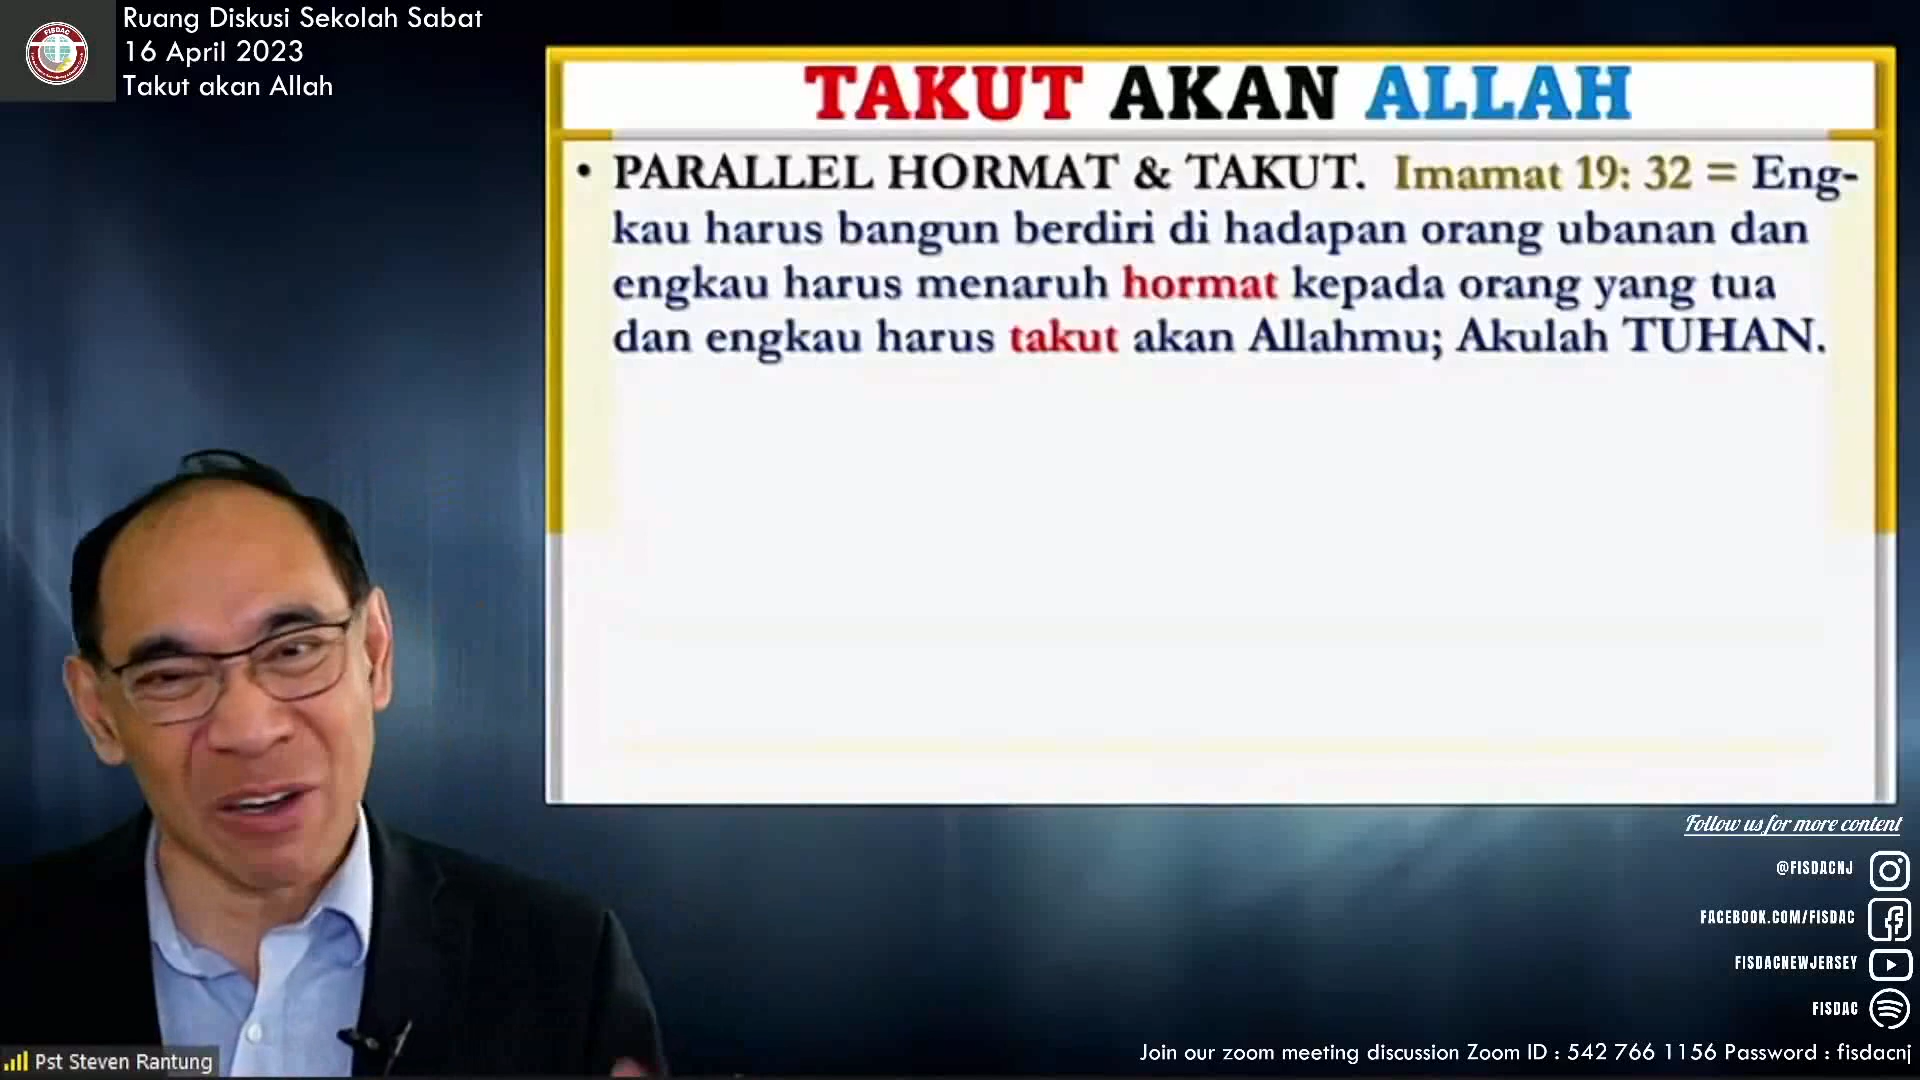 Ruang Diskusi Sekolah Sabat
16 April 2023
Takut akan Allah
FISDAC
TAKUT AKAN ALLAH
• PARALLEL HORMAT & TAKUT. Imamat 19: 32 = Eng-
kau harus bangun berdiri di hadapan orang ubanan dan
engkau harus menaruh hormat kepada orang yang tua
dan engkau harus takut akan Allahmu; Akulah TUHAN.
Follow us for more content
@FISDACNJ
FACEBOOK.COM/FISDAC
FISDACNEWJERSEY
FISDAC
Join our zoom meeting discussion Zoom ID : 542 766 1156 Password : fisdacnj
Pst Steven Rantung